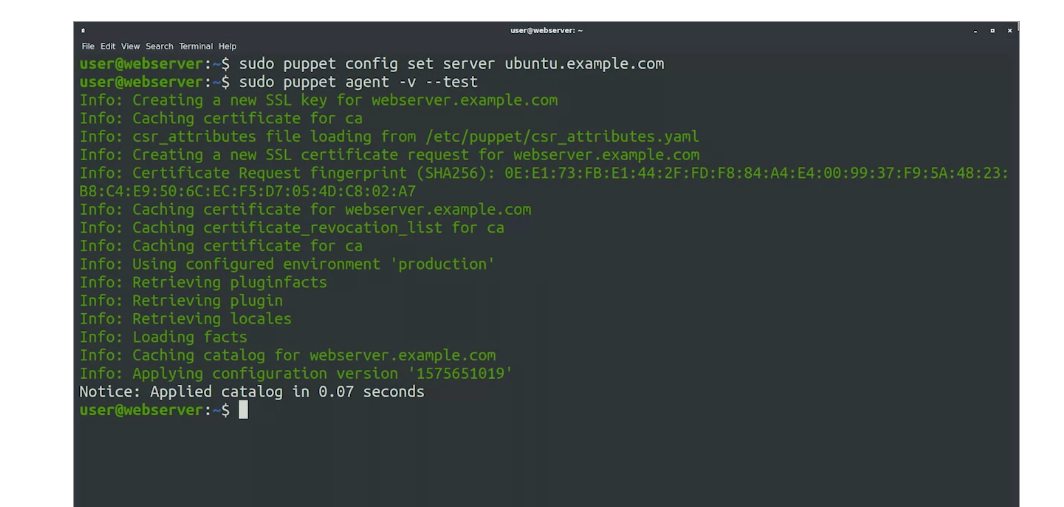 user@webserver: ~
File Edit View Search Terminal Help
user@webserver:~$ sudo puppet config set server ubuntu.example.com
user@webserver:~$ sudo puppet agent -v --test
Info: Creating a new SSL key for webserver.example.com
Info: Caching certificate for ca
Info: csr_attributes file loading from /etc/puppet/csr_attributes.yaml
Info: Creating a new SSL certificate request for webserver.example.com
Info: Certificate Request fingerprint (SHA256): 0E:E1:73:FB:E1:44:2F:FD:F8:84:A4:E4:00:99:37:F9:5A:48:23:
B8:C4:E9:50:6C:EC:F5:D7:05:4D:C8:02:A7
Info: Caching certificate for webserver.example.com
Info: Caching certificate_revocation_list for ca
Info: Caching certificate for ca
Info: Using configured environment 'production'
Info: Retrieving pluginfacts
Info: Retrieving plugin
Info: Retrieving locales
Info: Loading facts
Info: Caching catalog for webserver.example.com
Info: Applying configuration version '1575651019'
Notice: Applied catalog in 0.07 seconds
user@webserver:~$